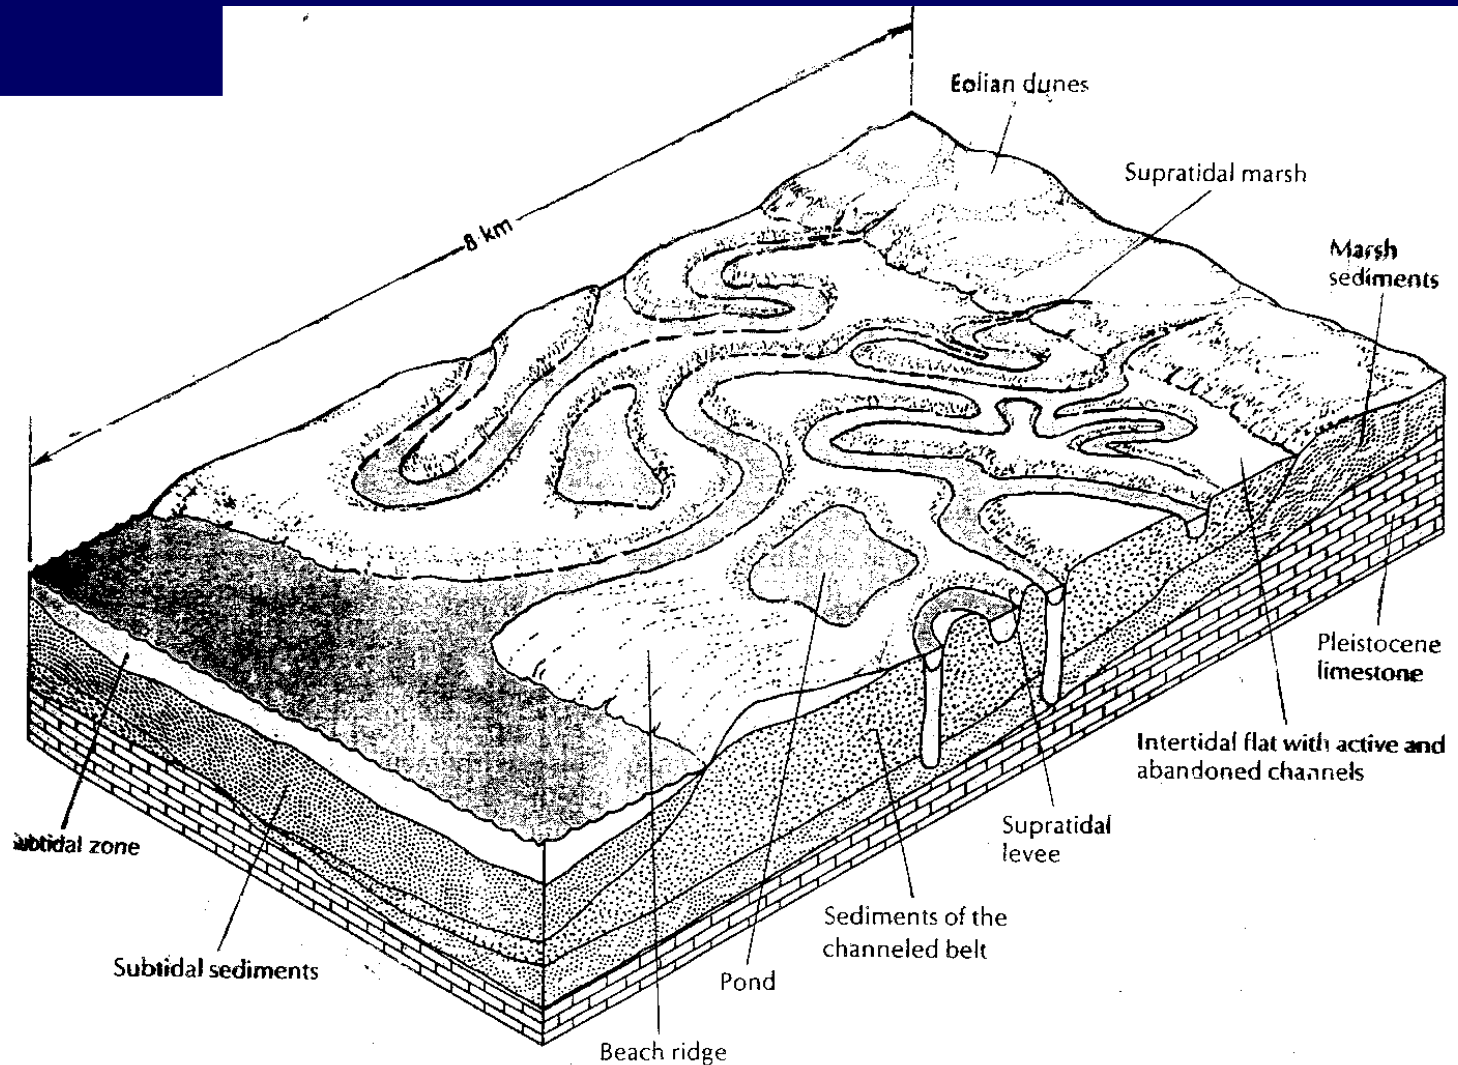 8 km
Eolian dunes
Supratidal marsh
Marsh
sediments
Pleistocene
limestone
Intertidal flat with active and
abandoned channels
Supratidal
levee
Sediments of the
channeled belt
Pond
Beach ridge
Subtidal sediments
ubtidal zone